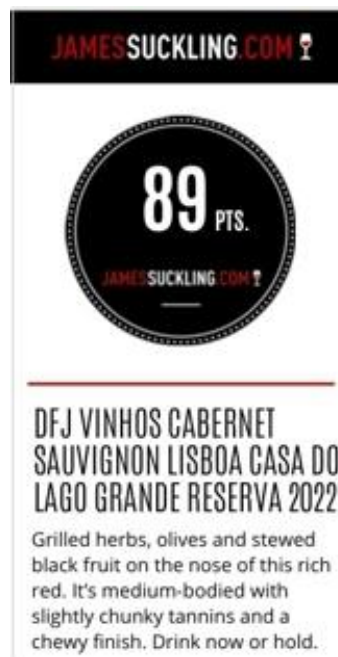 JAMESSUCKLING.COM
89 PTS.
JAMESSUCKLING.COM
DFJ VINHOS CABERNET
SAUVIGNON LISBOA CASA DO
LAGO GRANDE RESERVA 2022
Grilled herbs, olives and stewed
black fruit on the nose of this rich
red. It's medium-bodied with
slightly chunky tannins and a
chewy finish. Drink now or hold.